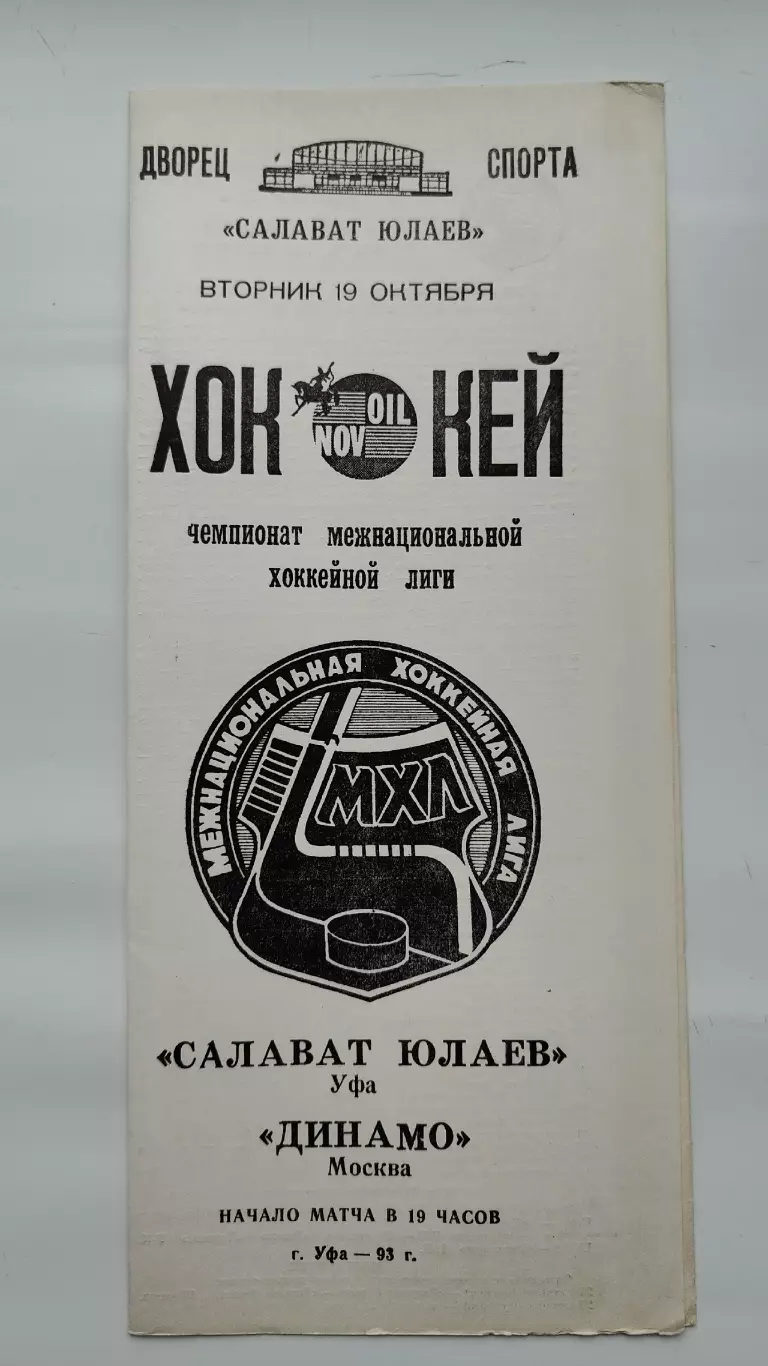 ДВОРЕЦ СПОРТА
«САЛАВАТ ЮЛАЕВ»
ВТОРНИК 19 ОКТЯБРЯ
ХОК КЕЙ
OIL
NOV
чемпионат межнациональной
хоккейной лиги
МЕЖНАЦИОНАЛЬНАЯ ХОККЕЙНАЯ ЛИГА
МХЛ
«САЛАВАТ ЮЛАЕВ»
Уфа
«ДИНАМО»
Москва
НАЧАЛО МАТЧА В 19 ЧАСОВ
г. Уфа — 93 г.